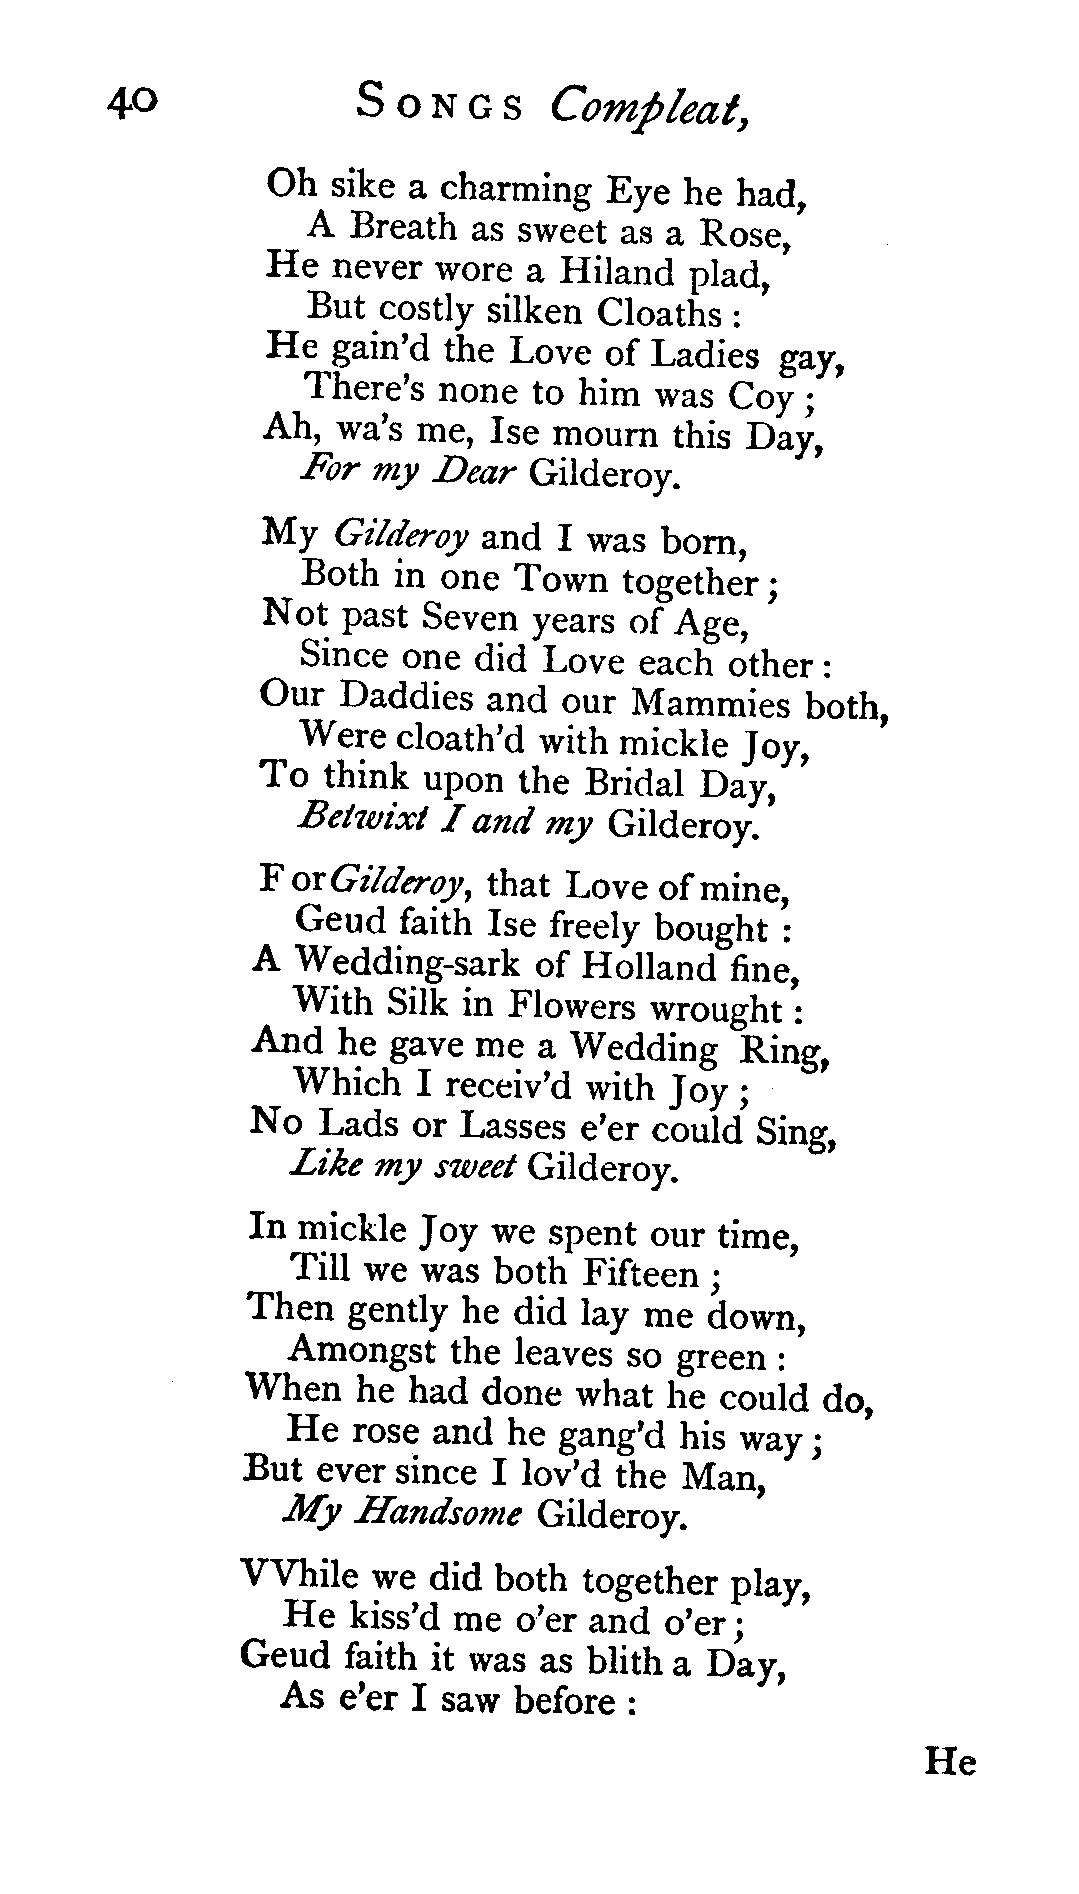 40 SONGS Compleat,
Oh sike a charming Eye he had,
A Breath as sweet as a Rose,
He never wore a Hiland plad,
But costly silken Cloaths :
He gain'd the Love of Ladies gay,
There's none to him was Coy ;
Ah, wa's me, Ise mourn this Day,
For my Dear Gilderoy.
My Gilderoy and I was born,
Both in one Town together ;
Not past Seven years of Age,
Since one did Love each other :
Our Daddies and our Mammies both,
Were cloath'd with mickle Joy,
To think upon the Bridal Day,
Betwixt I and my Gilderoy.
For Gilderoy, that Love of mine,
Geud faith Ise freely bought :
A Wedding-sark of Holland fine,
With Silk in Flowers wrought :
And he gave me a Wedding Ring,
Which I receiv'd with Joy ;
No Lads or Lasses e'er could Sing,
Like my sweet Gilderoy.
In mickle Joy we spent our time,
Till we was both Fifteen ;
Then gently he did lay me down,
Amongst the leaves so green :
When he had done what he could do,
He rose and he gang'd his way ;
But ever since I lov'd the Man,
My Handsome Gilderoy.
VVhile we did both together play,
He kiss'd me o'er and o'er ;
Geud faith it was as blith a Day,
As e'er I saw before :
He